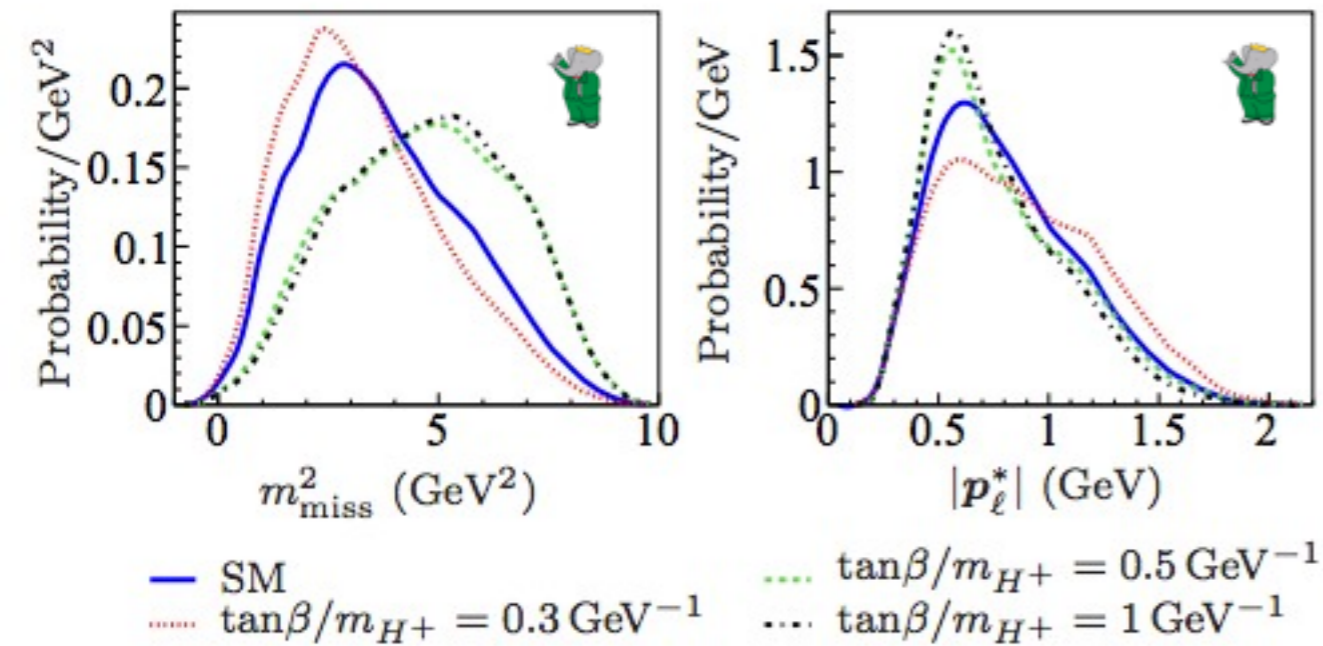 Probability/GeV²
0.2
0.15
0.1
0.05
0
0 5 10
m²miss (GeV²)
Probability/GeV
1.5
1
0.5
0
0 0.5 1 1.5 2
|p*ℓ| (GeV)
SM
tanβ/mH+ = 0.3 GeV⁻¹
tanβ/mH+ = 0.5 GeV⁻¹
tanβ/mH+ = 1 GeV⁻¹